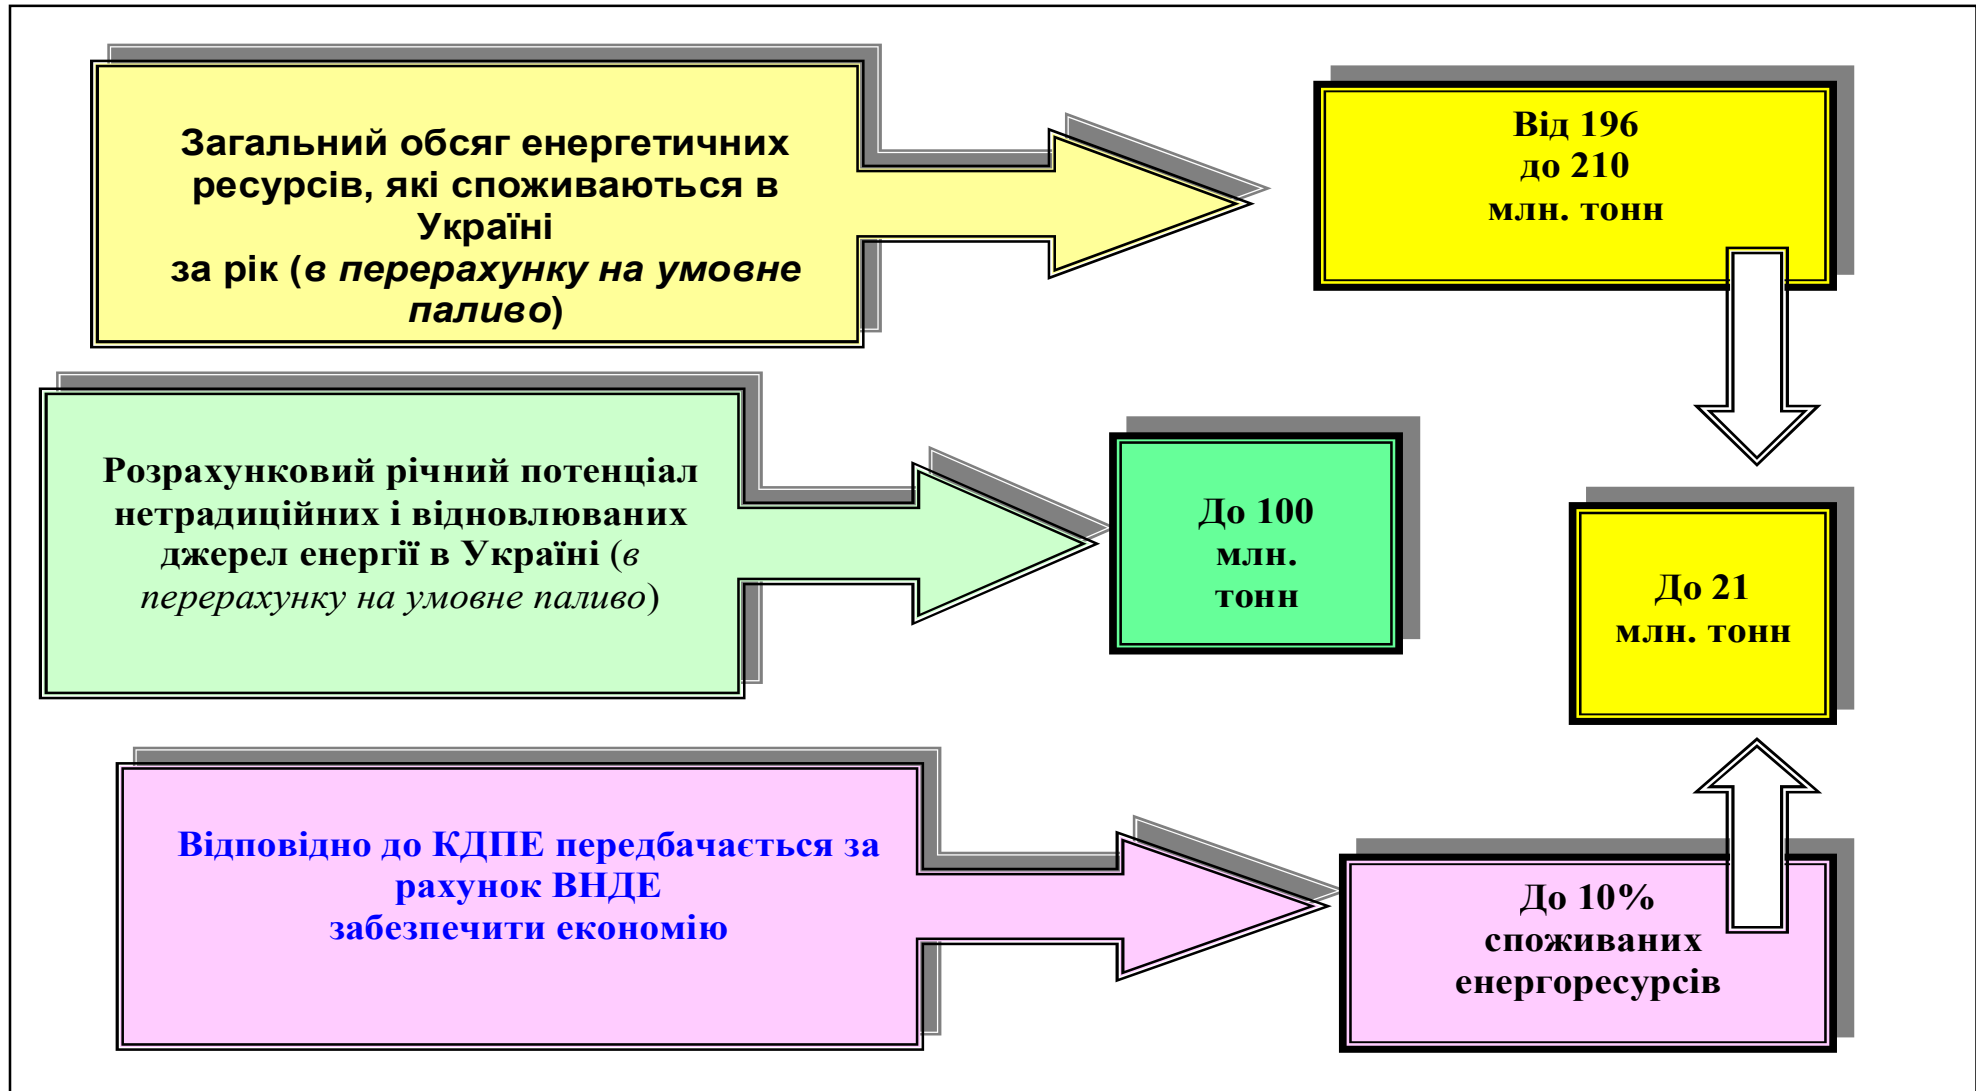 Загальний обсяг енергетичних
ресурсів, які споживаються в
Україні
за рік (в перерахунку на умовне
паливо)
Від 196
до 210
млн. тонн
Розрахунковий річний потенціал
нетрадиційних і відновлюваних
джерел енергії в Україні (в
перерахунку на умовне паливо)
До 100
млн.
тонн
До 21
млн. тонн
Відповідно до КДПЕ передбачається за
рахунок ВНДЕ
забезпечити економію
До 10%
споживаних
енергоресурсів